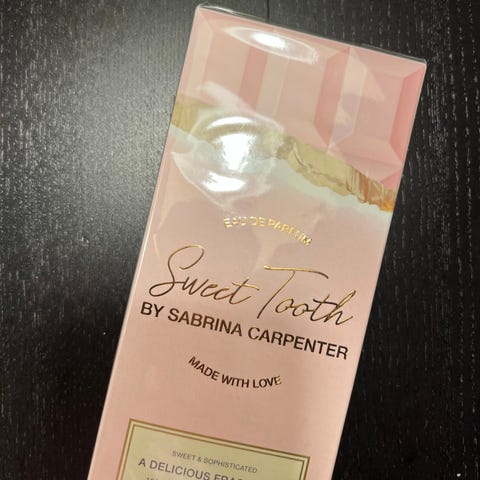 EAU DE PARFUM
Sweet Tooth
BY SABRINA CARPENTER
MADE WITH LOVE
SWEET & SOPHISTICATED
A DELICIOUS